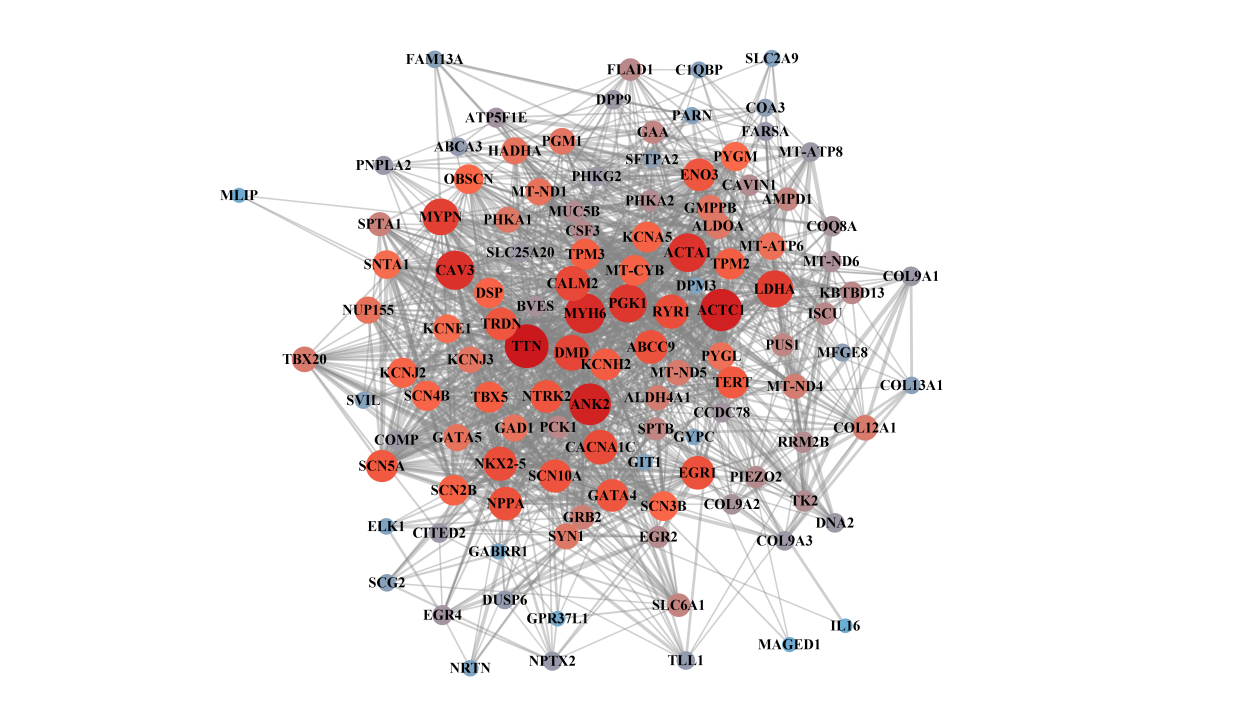 FAM13A
SLC2A9
FLAD1
C1QBP
DPP9
COA3
ATP5F1E
PARN
FARSA
GAA
PGM1
ABCA3
HADHA
MT-ATP8
PYGM
SFTPA2
PNPLA2
OBSCN
PHKG2
ENO3
CAVIN1
MT-ND1
MLIP
PHKA2
AMPD1
GMPPB
MUC5B
MYPN
PHKA1
SPTA1
CSF3
ALDOA
COQ8A
KCNA5
MT-ATP6
SLC25A20
TPM3
ACTA1
MT-ND6
SNTA1
CAV3
MT-CYB
TPM2
COL9A1
CALM2
DPM3
LDHA
DSP
KBTBD13
BVES
PGK1
NUP155
MYH6
RYR1
ACTC1
ISCU
TRDN
KCNE1
TTN
ABCC9
PUS1
DMD
MFGE8
TBX20
KCNJ3
KCNH2
PYGL
KCNJ2
MT-ND5
TERT
MT-ND4
COL13A1
SCN4B
TBX5
NTRK2
ALDH4A1
SVIL
ANK2
CCDC78
PCK1
SPTB
COL12A1
COMP
GATA5
GAD1
GYPC
RRM2B
CACNA1C
SCN5A
NKX2-5
GIT1
SCN10A
EGR1
PIEZO2
SCN2B
GATA4
NPPA
SCN3B
COL9A2
TK2
GRB2
DNA2
ELK1
CITED2
SYN1
EGR2
COL9A3
GABRR1
SCG2
DUSP6
SLC6A1
EGR4
GPR37L1
IL16
MAGED1
NRTN
NPTX2
TLL1